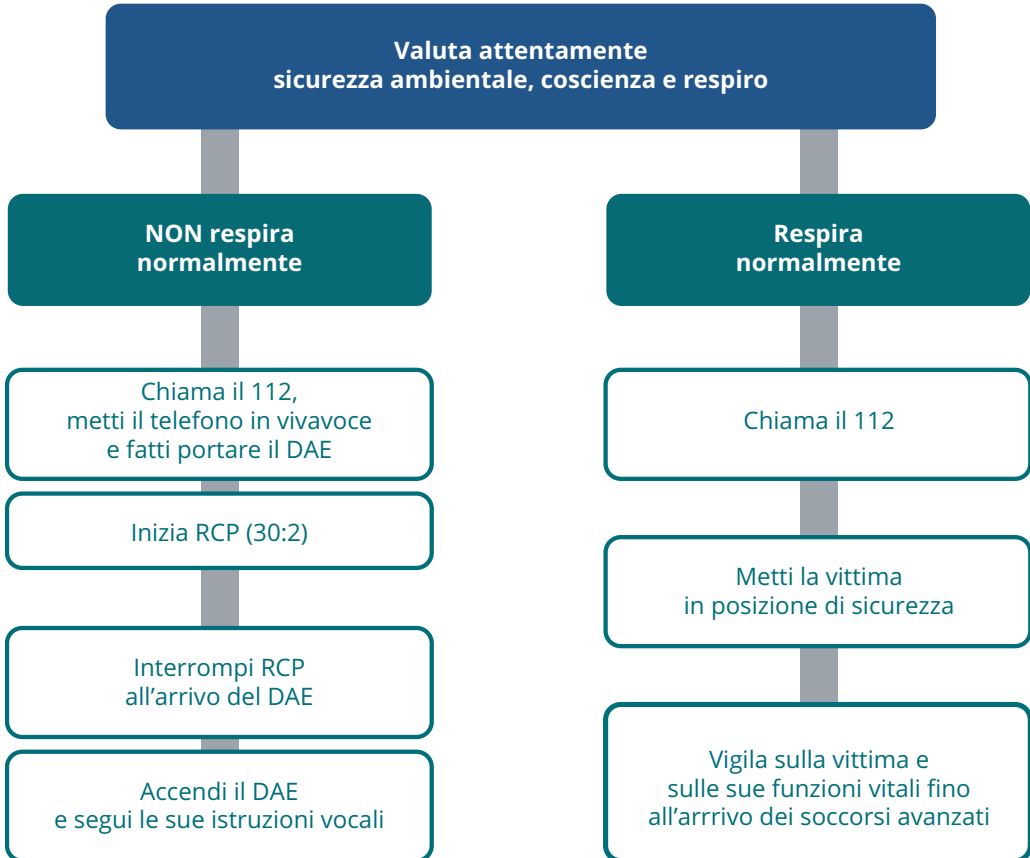 Valuta attentamente
sicurezza ambientale, coscienza e respiro
NON respira
normalmente
Chiama il 112,
metti il telefono in vivavoce
e fatti portare il DAE
Inizia RCP (30:2)
Interrompi RCP
all’arrivo del DAE
Accendi il DAE
e segui le sue istruzioni vocali
Respira
normalmente
Chiama il 112
Metti la vittima
in posizione di sicurezza
Vigila sulla vittima e
sulle sue funzioni vitali fino
all’arrrivo dei soccorsi avanzati